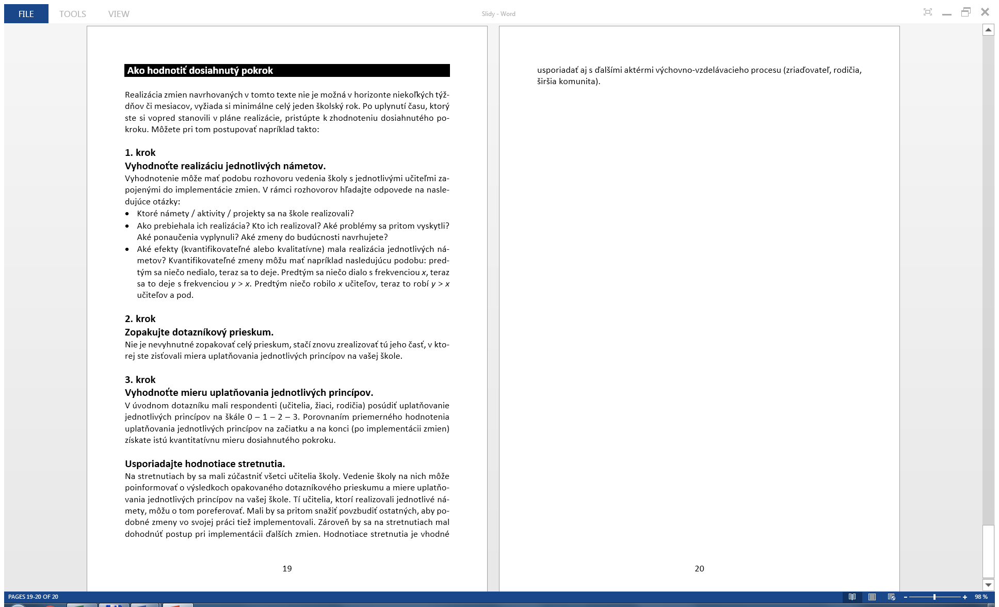 FILE
TOOLS
VIEW
Slidy - Word
Ako hodnotiť dosiahnutý pokrok
Realizácia zmien navrhovaných v tomto texte nie je možná v horizonte niekoľkých týž-
dňov či mesiacov, vyžiada si minimálne celý jeden školský rok. Po uplynutí času, ktorý
ste si vopred stanovili v pláne realizácie, pristúpte k zhodnoteniu dosiahnutého po-
kroku. Môžete pri tom postupovať napríklad takto:
1. krok
Vyhodnoťte realizáciu jednotlivých námetov.
Vyhodnotenie môže mať podobu rozhovoru vedenia školy s jednotlivými učiteľmi za-
pojenými do implementácie zmien. V rámci rozhovorov hľadajte odpovede na nasle-
dujúce otázky:
• Ktoré námety / aktivity / projekty sa na škole realizovali?
• Ako prebiehala ich realizácia? Kto ich realizoval? Aké problémy sa pritom vyskytli?
Aké ponaučenia vyplynuli? Aké zmeny do budúcnosti navrhujete?
• Aké efekty (kvantifikovateľné alebo kvalitatívne) mala realizácia jednotlivých ná-
metov? Kvantifikovateľné zmeny môžu mať napríklad nasledujúcu podobu: pred-
tým sa niečo nedialo, teraz sa to deje. Predtým sa niečo dialo s frekvenciou x, teraz
sa to deje s frekvenciou y > x. Predtým niečo robilo x učiteľov, teraz to robí y > x
učiteľov a pod.
2. krok
Zopakujte dotazníkový prieskum.
Nie je nevyhnutné zopakovať celý prieskum, stačí znovu zrealizovať tú jeho časť, v kto-
rej ste zisťovali miera uplatňovania jednotlivých princípov na vašej škole.
3. krok
Vyhodnoťte mieru uplatňovania jednotlivých princípov.
V úvodnom dotazníku mali respondenti (učitelia, žiaci, rodičia) posúdiť uplatňovanie
jednotlivých princípov na škále 0 – 1 – 2 – 3. Porovnaním priemerného hodnotenia
uplatňovania jednotlivých princípov na začiatku a na konci (po implementácii zmien)
získate istú kvantitatívnu mieru dosiahnutého pokroku.
Usporiadajte hodnotiace stretnutia.
Na stretnutiach by sa mali zúčastniť všetci učitelia školy. Vedenie školy na nich môže
poinformovať o výsledkoch opakovaného dotazníkového prieskumu a miere uplatňo-
vania jednotlivých princípov na vašej škole. Tí učitelia, ktorí realizovali jednotlivé ná-
mety, môžu o tom poreferovať. Mali by sa pritom snažiť povzbudiť ostatných, aby po-
dobné zmeny vo svojej práci tiež implementovali. Zároveň by sa na stretnutiach mal
dohodnúť postup pri implementácii ďalších zmien. Hodnotiace stretnutia je vhodné
19
usporiadať aj s ďalšími aktérmi výchovno-vzdelávacieho procesu (zriaďovateľ, rodičia,
širšia komunita).
20
PAGES 19-20 OF 20
98 %